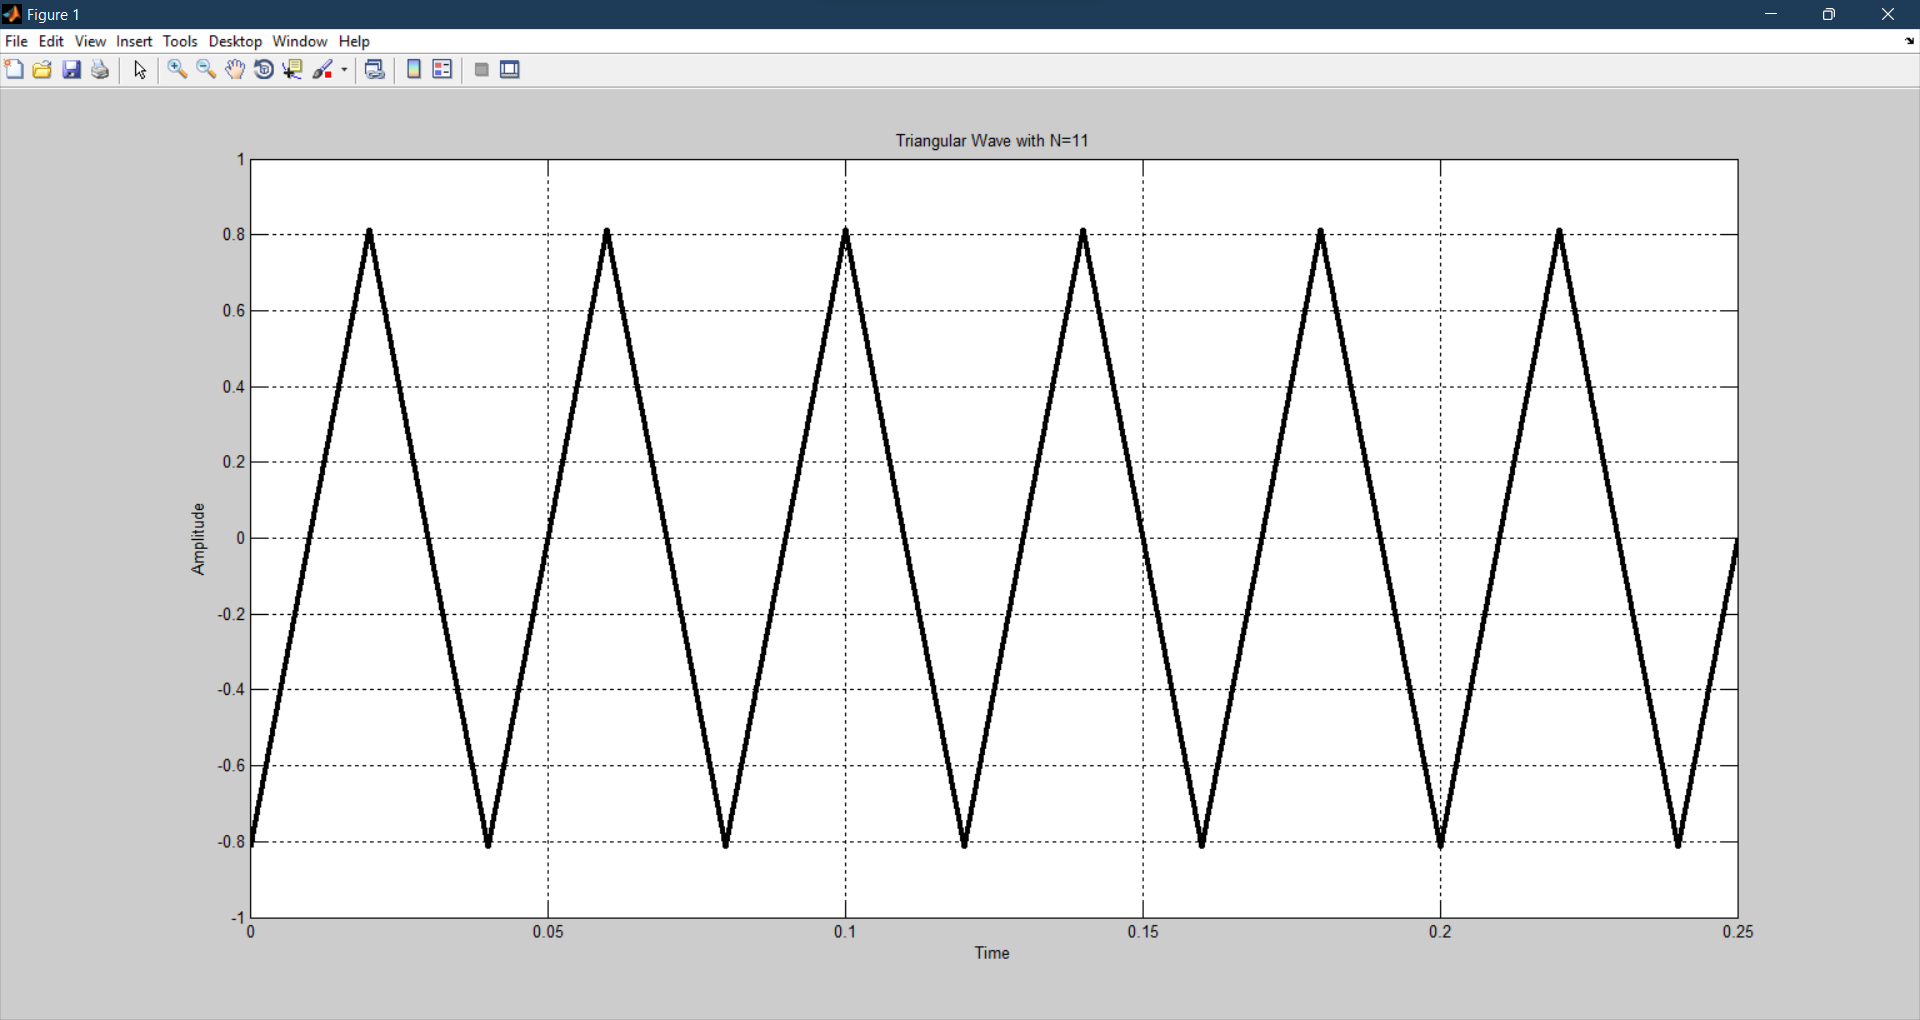 Figure 1
File Edit View Insert Tools Desktop Window Help
Triangular Wave with N=11
1
0.8
0.6
0.4
0.2
Amplitude
0
-0.2
-0.4
-0.6
-0.8
-1
0 0.05 0.1 0.15 0.2 0.25
Time